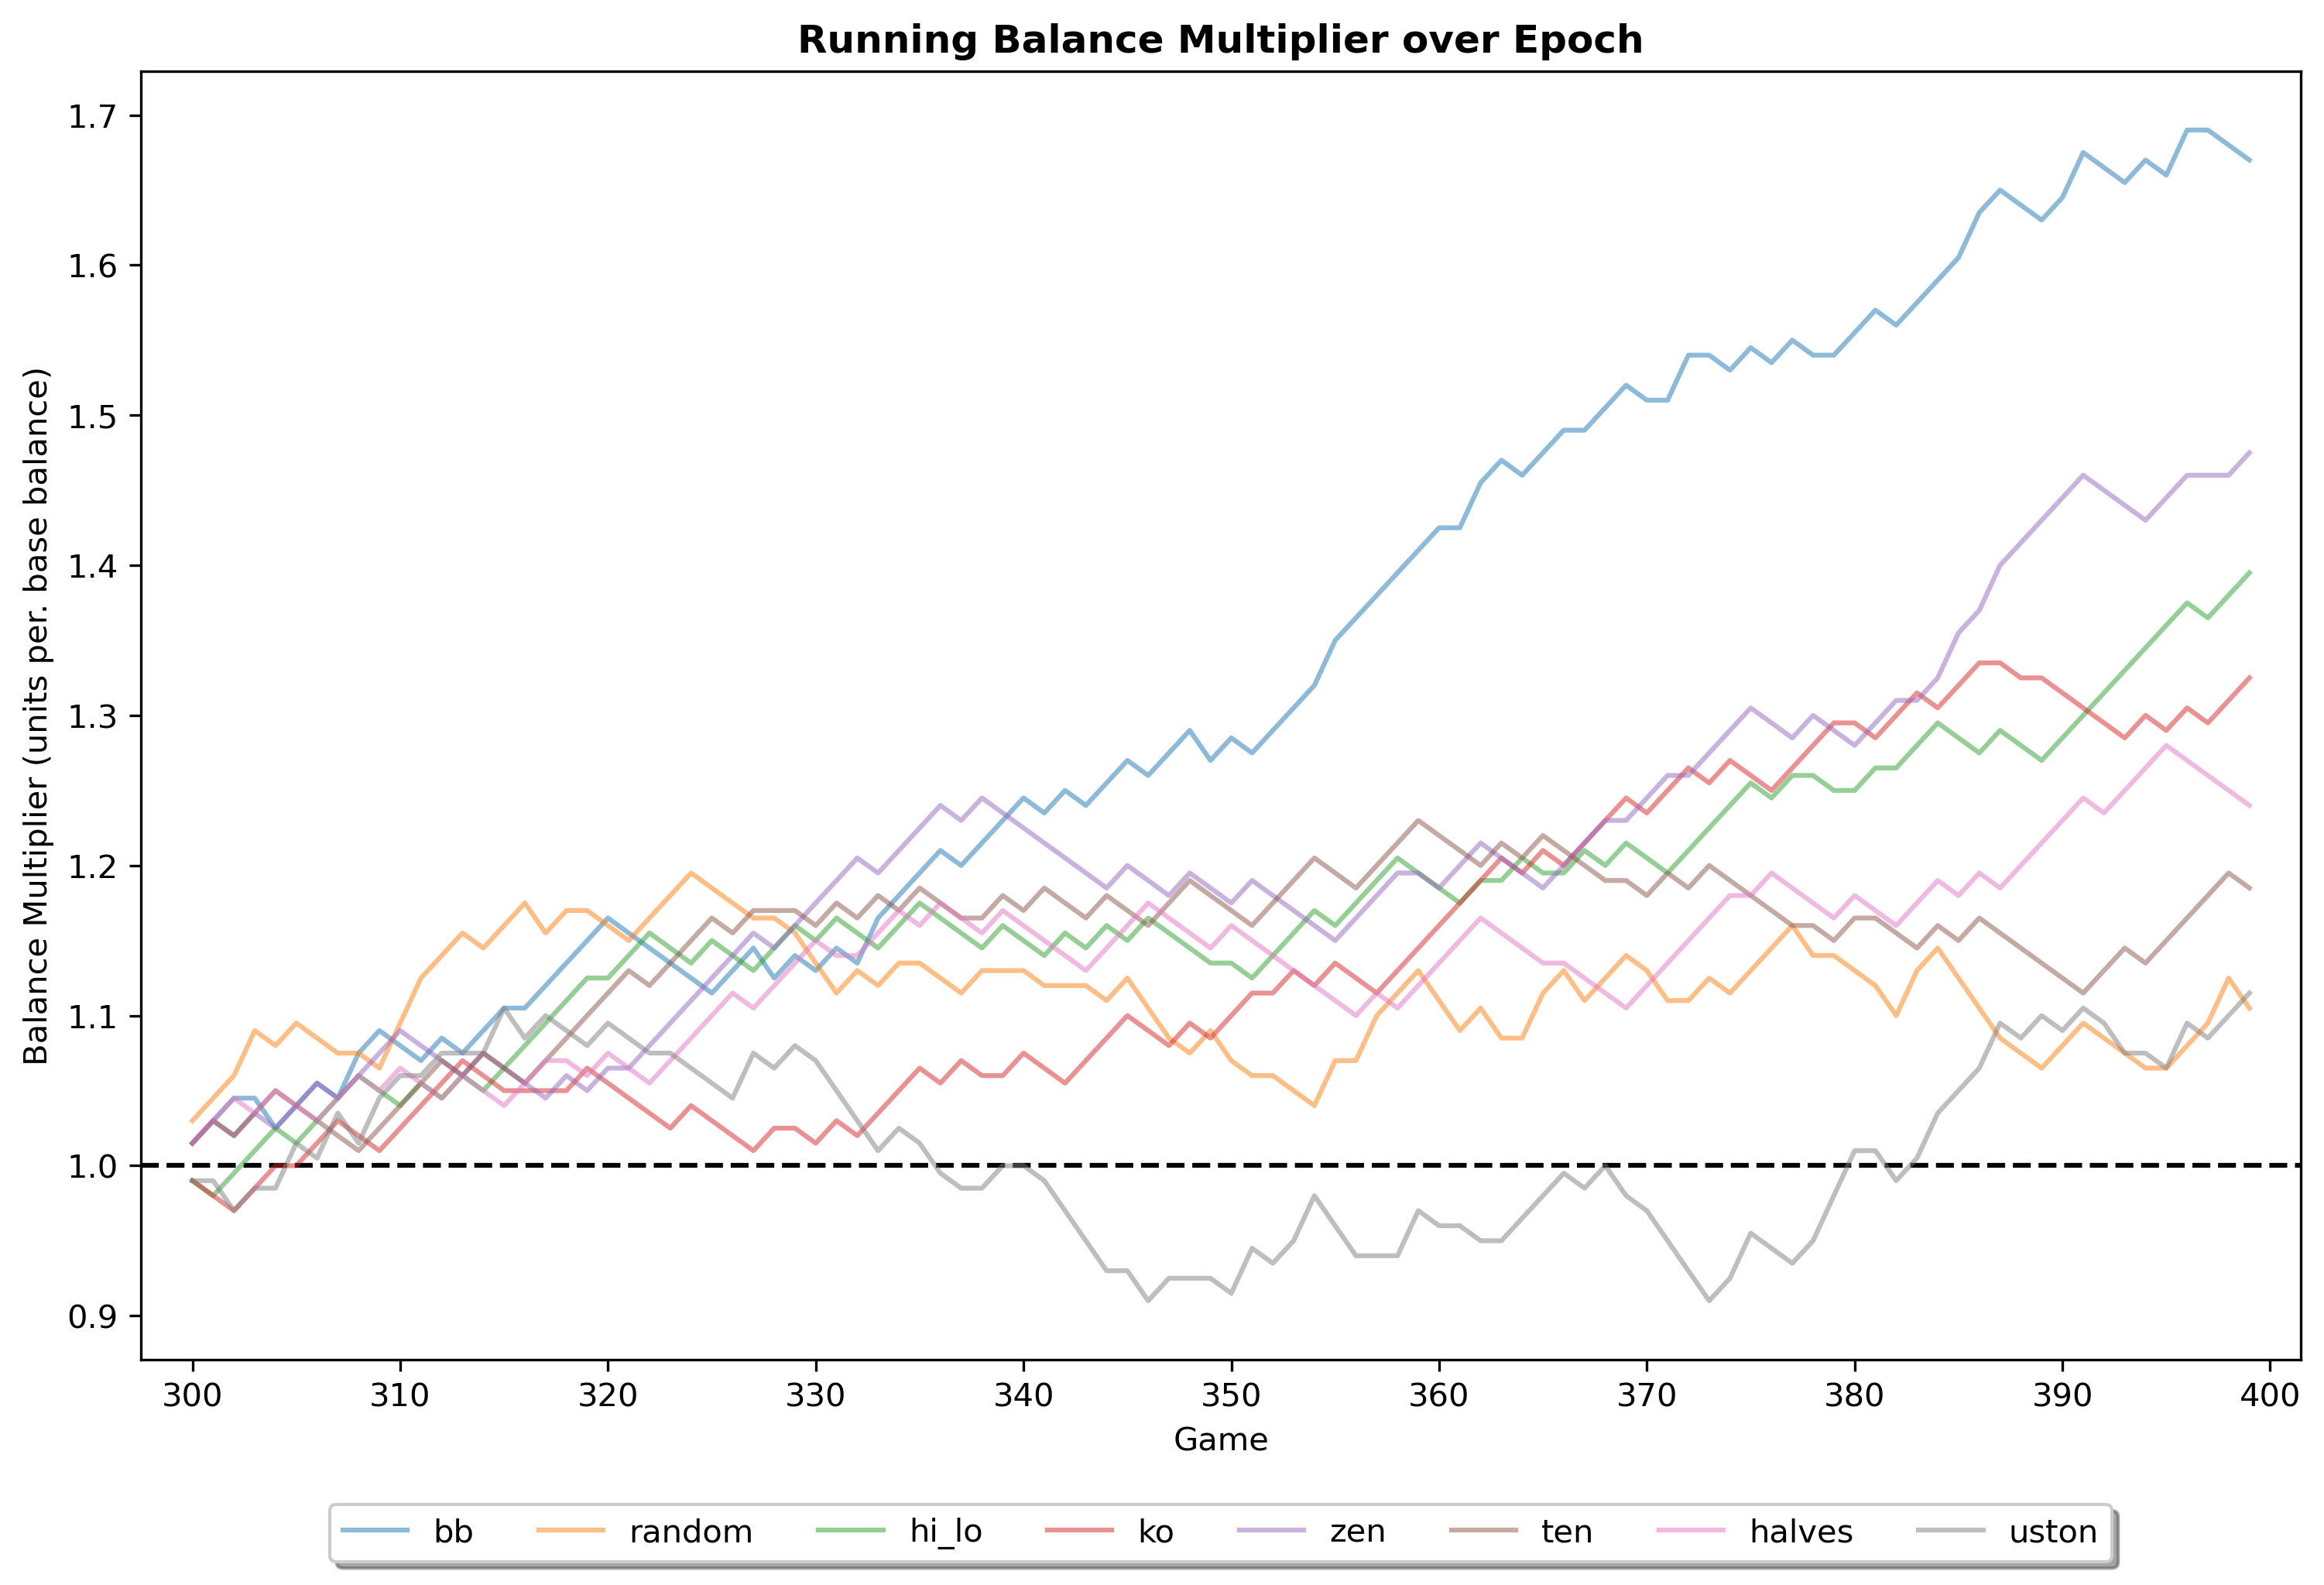 Running Balance Multiplier over Epoch
Balance Multiplier (units per. base balance)
1.7
1.6
1.5
1.4
1.3
1.2
1.1
1.0
0.9
300 310 320 330 340 350 360 370 380 390 400
Game
bb random hi_lo ko zen ten halves uston